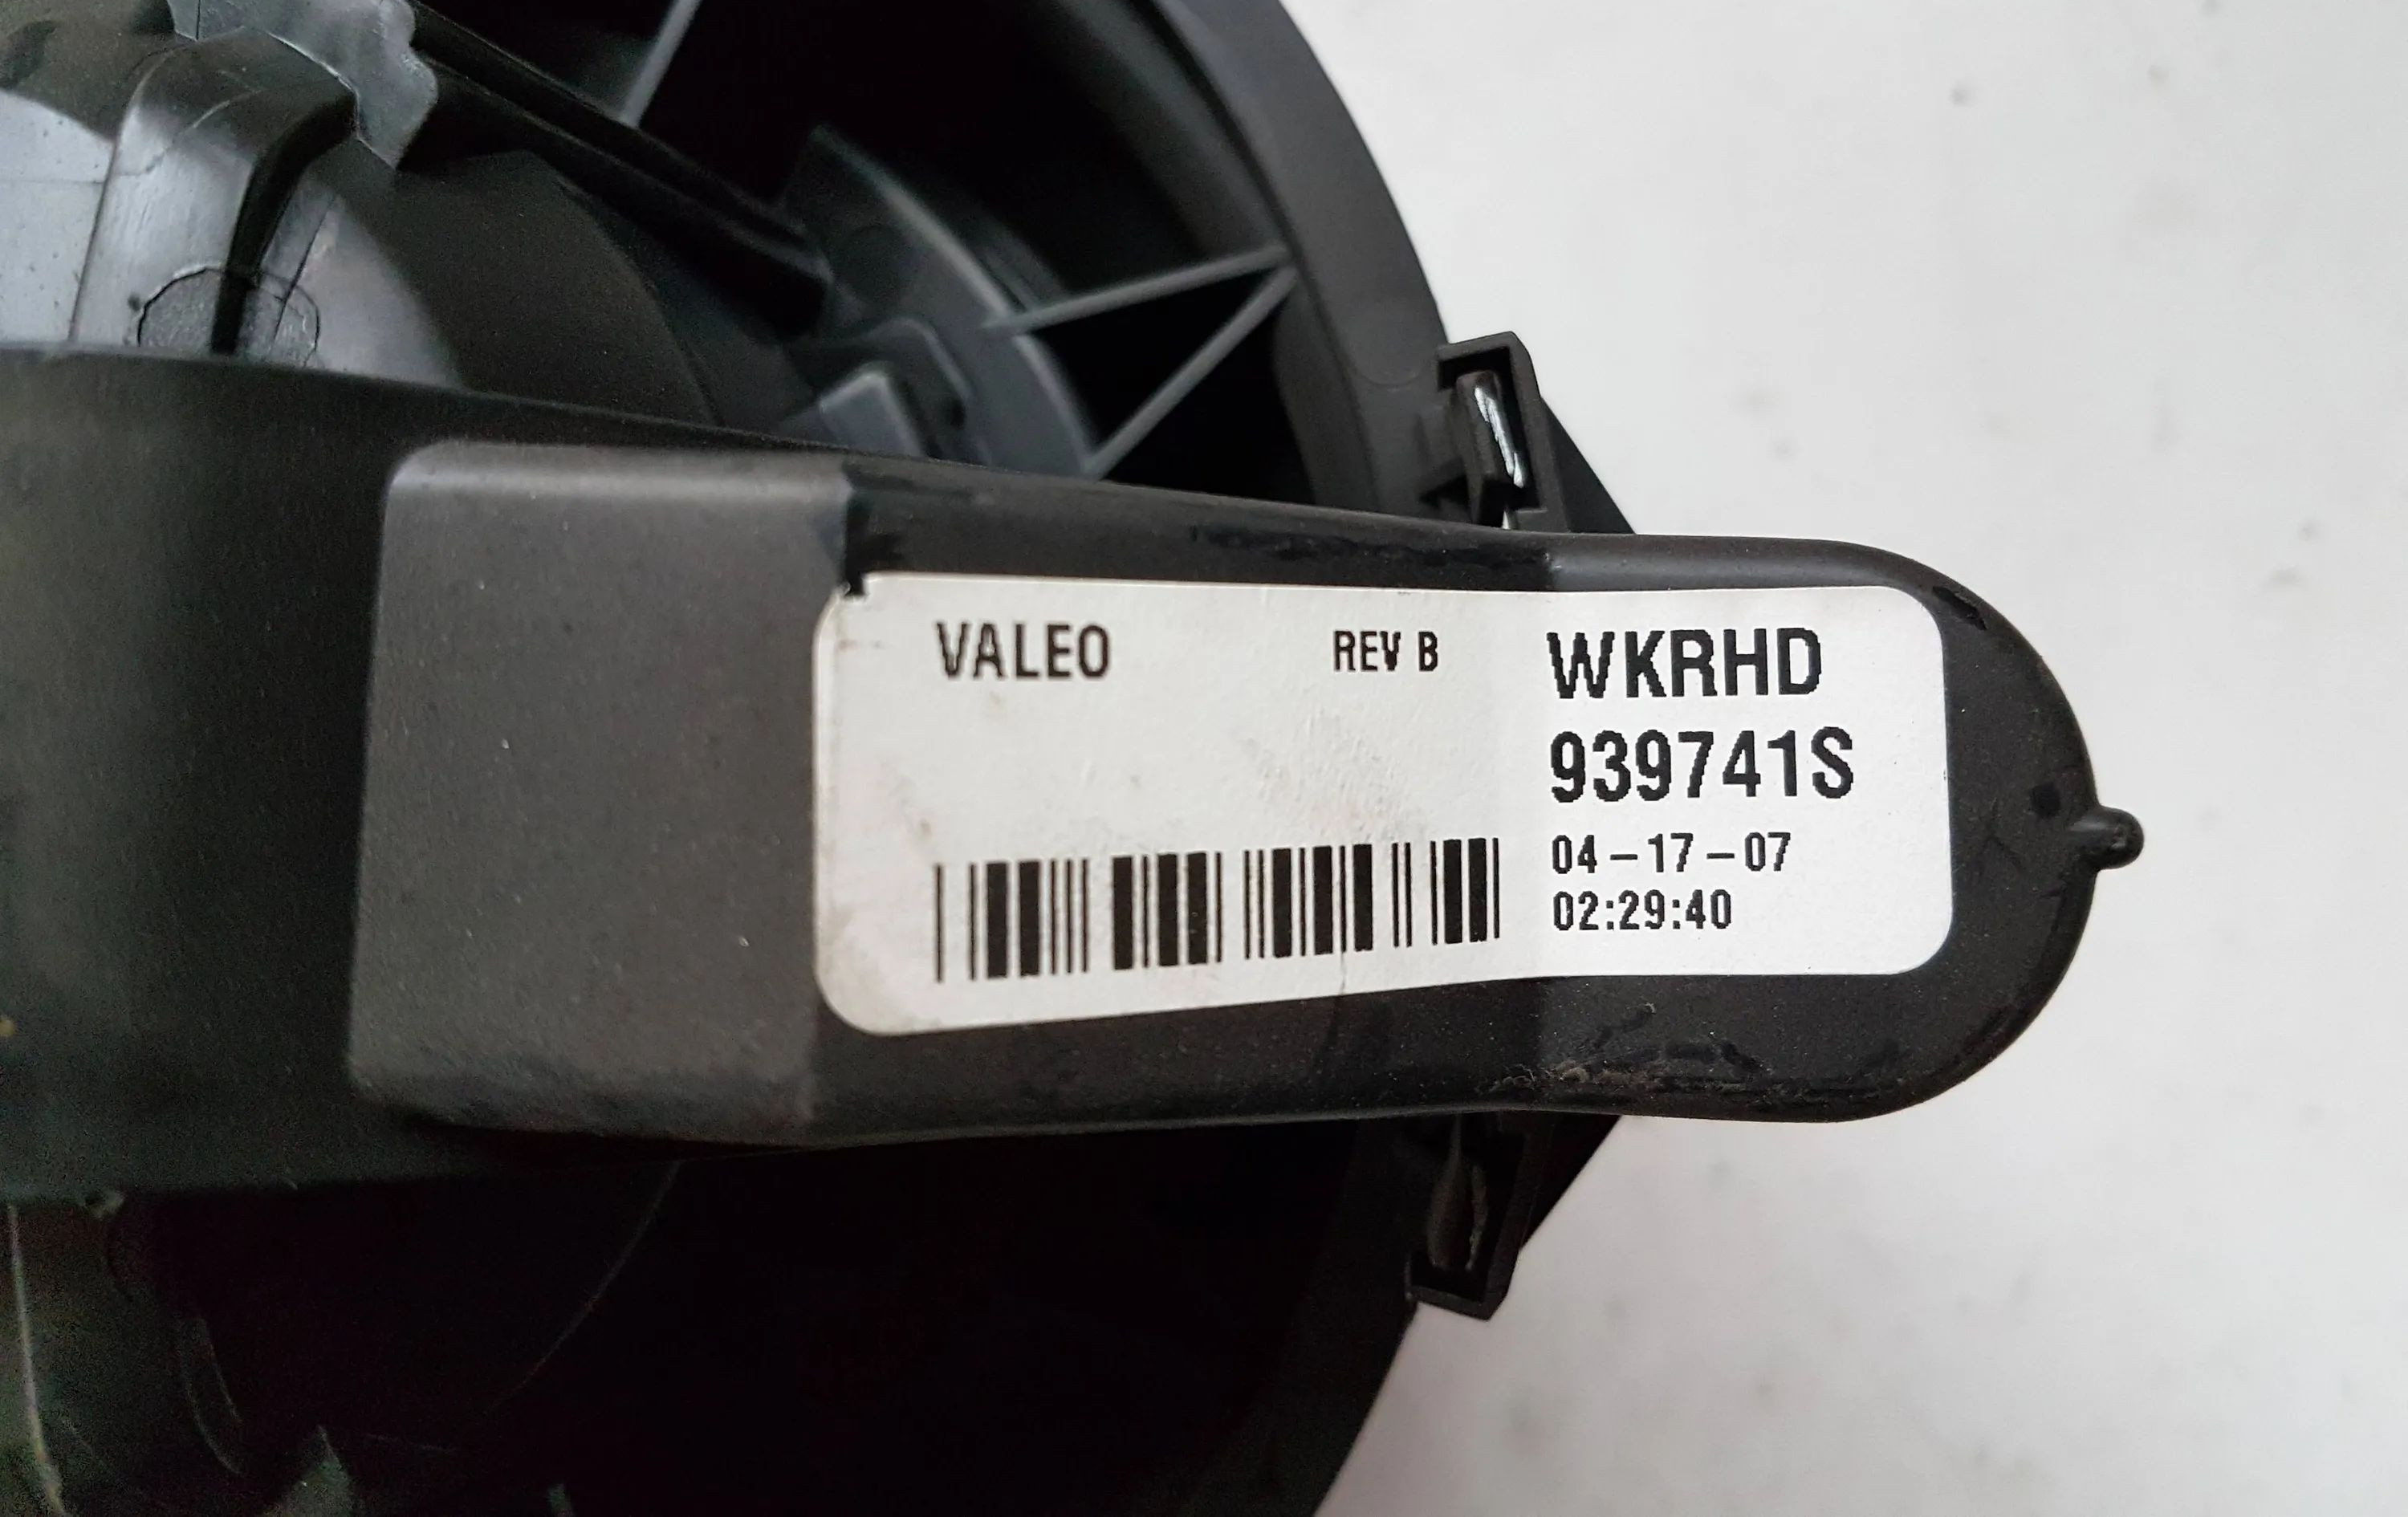 VALEO REV B WKRHD
939741S
04-17-07
02:29:40